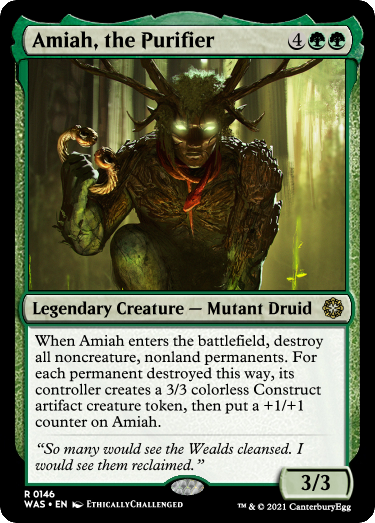 Amiah, the Purifier 4
Legendary Creature — Mutant Druid
When Amiah enters the battlefield, destroy
all noncreature, nonland permanents. For
each permanent destroyed this way, its
controller creates a 3/3 colorless Construct
artifact creature token, then put a +1/+1
counter on Amiah.
“So many would see the Wealds cleansed. I
would see them reclaimed.”
3/3
R 0146
WAS • EN EthicallyChallenged
™ & © 2021 CanterburyEgg